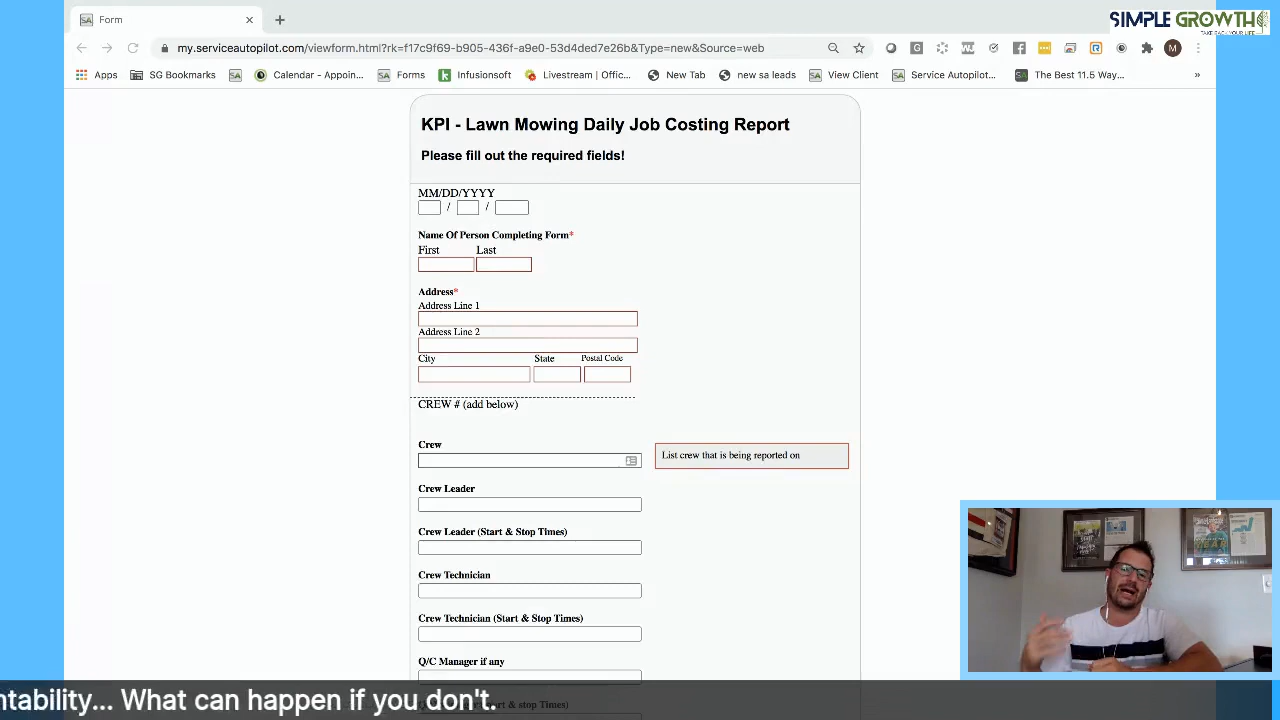 Form
SIMPLE GROWTH
TAKE BACK YOUR LIFE
my.serviceautopilot.com/viewform.html?rk=f17c9f69-b905-436f-a9e0-53d4ded7e26b&Type=new&Source=web
M
Apps SG Bookmarks Calendar - Appoin... Forms Infusionsoft Livestream | Offic... New Tab new sa leads View Client Service Autopilot... The Best 11.5 Way... »
KPI - Lawn Mowing Daily Job Costing Report
Please fill out the required fields!
MM/DD/YYYY
/ /
Name Of Person Completing Form*
First Last
Address*
Address Line 1
Address Line 2
City State Postal Code
CREW # (add below)
Crew
List crew that is being reported on
Crew Leader
Crew Leader (Start & Stop Times)
Crew Technician
Crew Technician (Start & Stop Times)
Q/C Manager if any
ntability... What can happen if you don't.